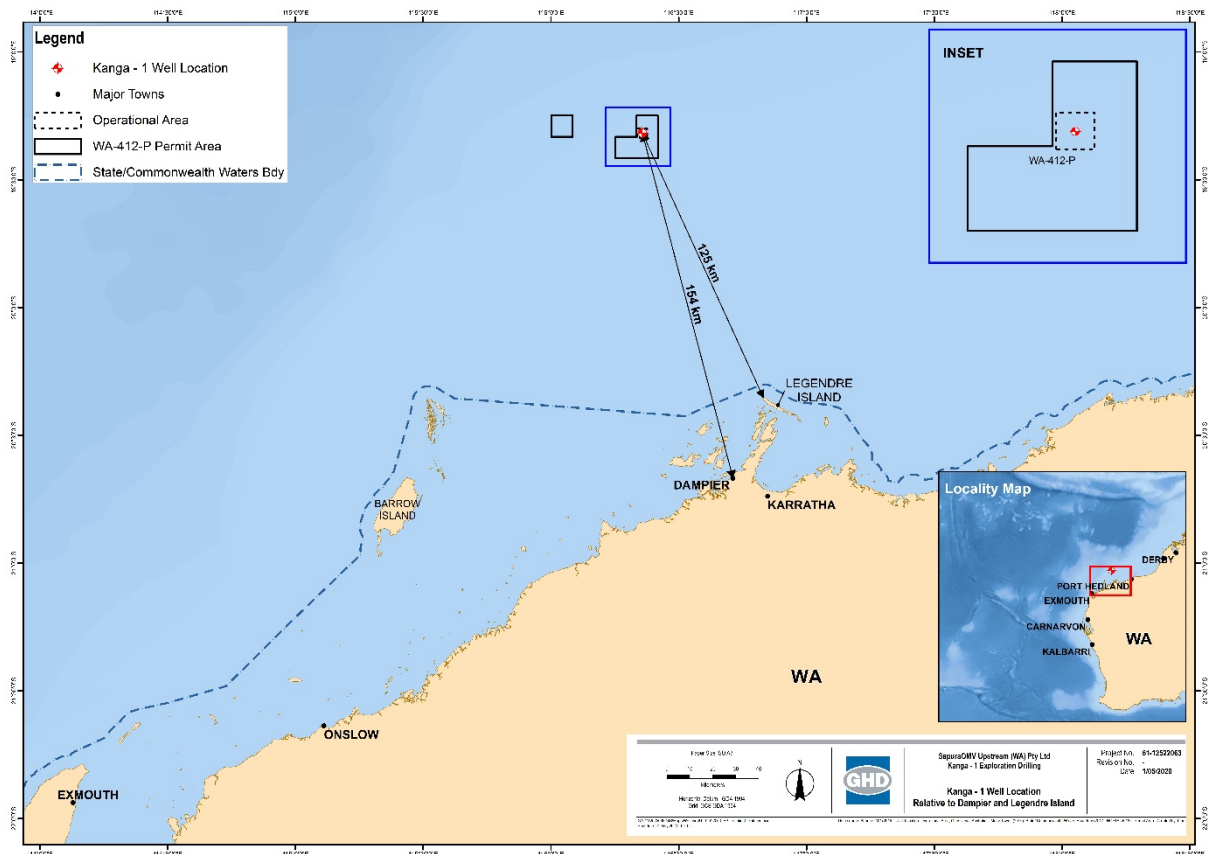 Legend
Kanga - 1 Well Location
Major Towns
Operational Area
WA-412-P Permit Area
State/Commonwealth Waters Bdy
INSET
WA-412-P
125 km
154 km
LEGENDRE
ISLAND
DAMPIER
KARRATHA
BARROW
ISLAND
ONSLOW
EXMOUTH
WA
Locality Map
DERBY
PORT HEDLAND
EXMOUTH
CARNARVON
KALBARRI
WA
N
GHD
SapuraOMV Upstream (WA) Pty Ltd
Kanga - 1 Exploration Drilling
Kanga - 1 Well Location
Relative to Dampier and Legendre Island
Project No. 61-12522063
Revision No. -
Date